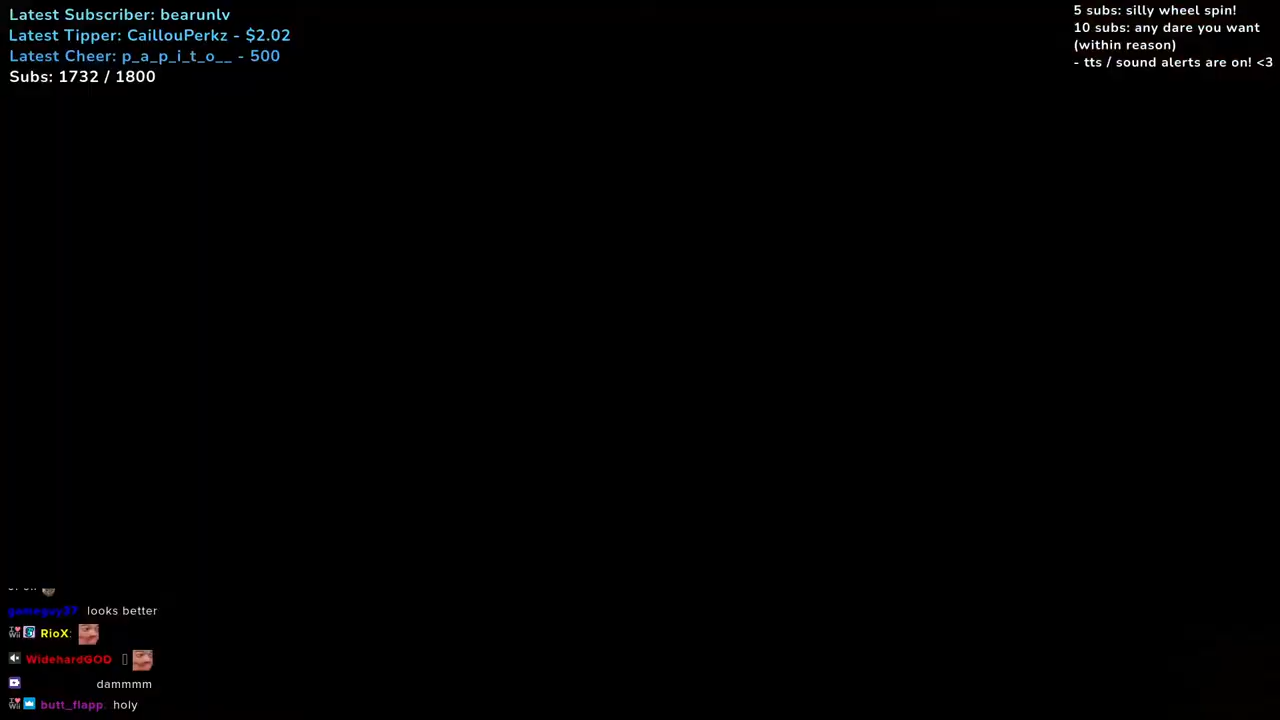 Latest Subscriber: bearunlv
Latest Tipper: CaillouPerkz - $2.02
Latest Cheer: p_a_p_i_t_o__ - 500
Subs: 1732 / 1800
5 subs: silly wheel spin!
10 subs: any dare you want
(within reason)
- tts / sound alerts are on! <3
gameguy37 looks better
RioX:
WidehardGOD
dammmm
butt_flapp: holy